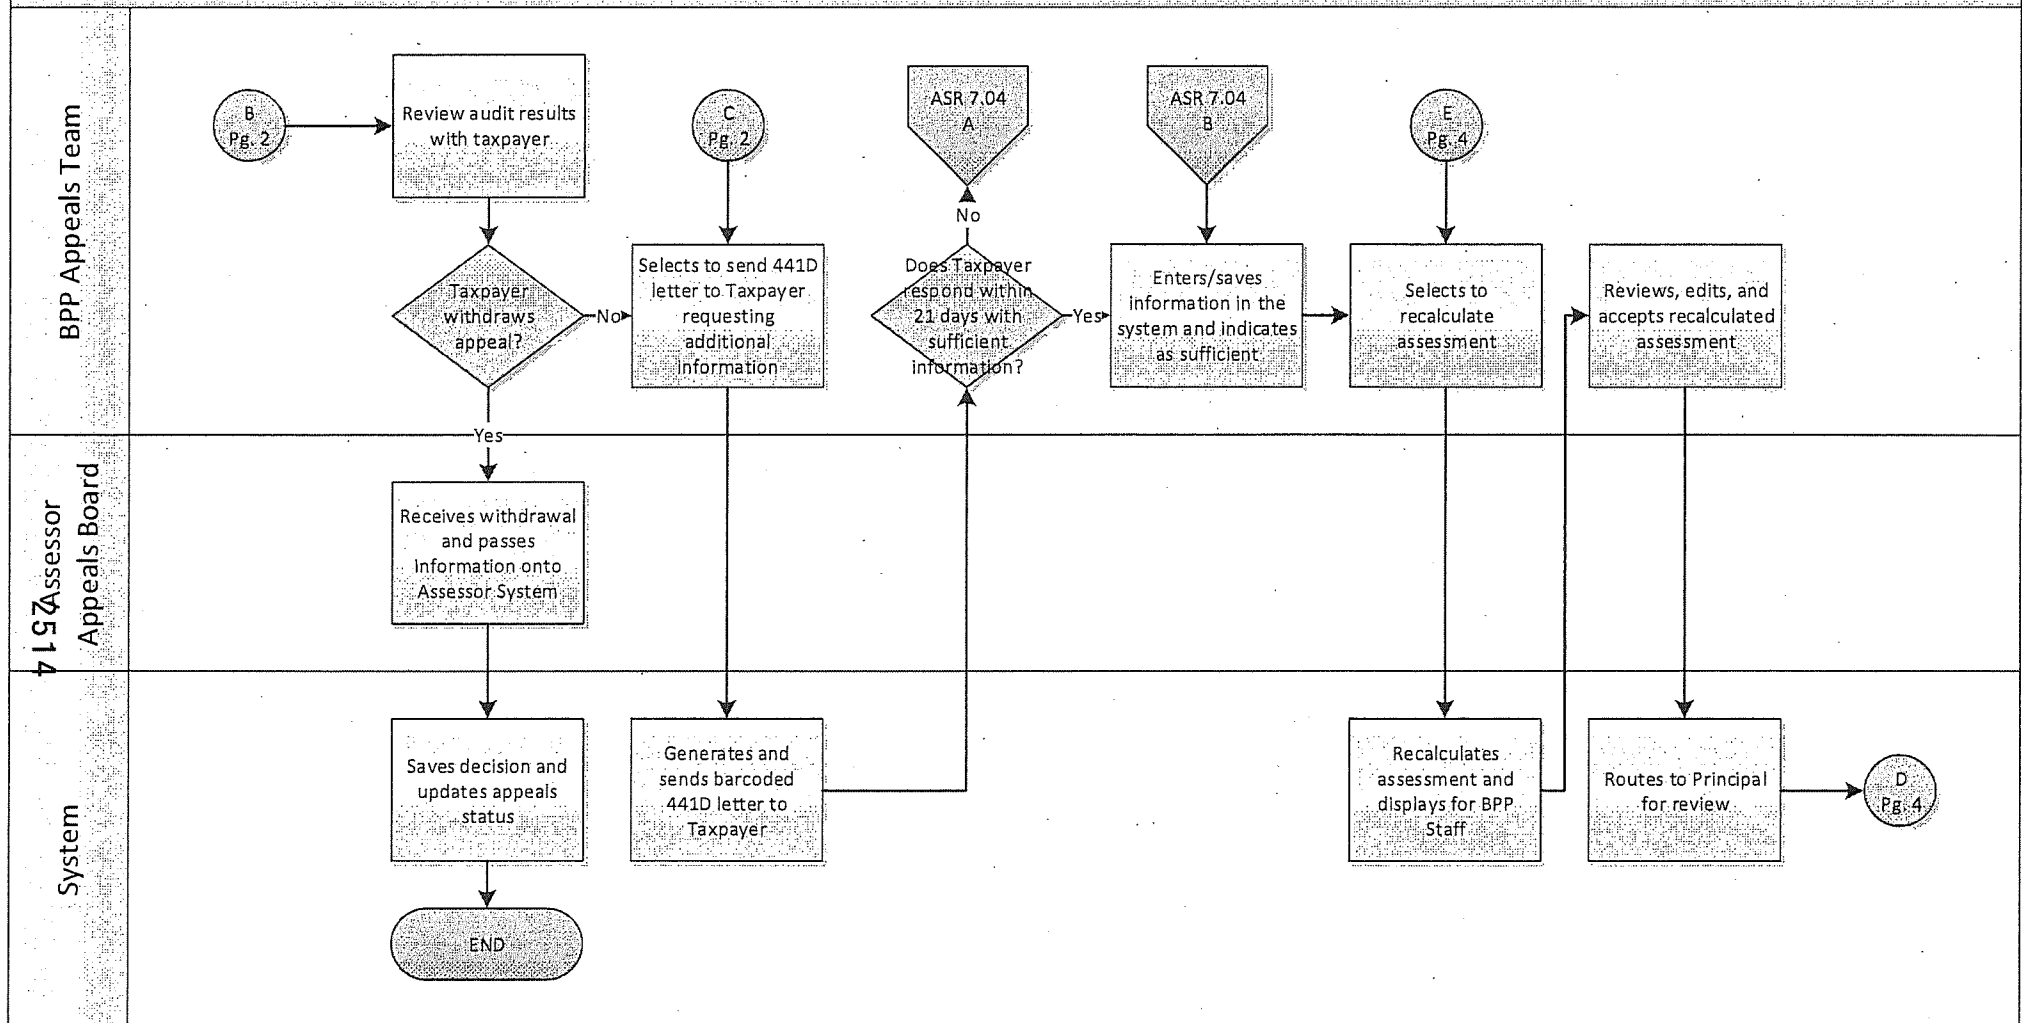 BPP Appeals Team
B
Pg. 2
Review audit results
with taxpayer
C
Pg. 2
ASR 7.04
A
ASR 7.04
B
E
Pg. 4
No
Taxpayer
withdraws
appeal?
No
Selects to send 441D
letter to Taxpayer
requesting
additional
Information
Does Taxpayer
respond within
21 days with
sufficient
information?
Yes
Enters/saves
information in the
system and indicates
as sufficient
Selects to
recalculate
assessment
Reviews, edits, and
accepts recalculated
assessment
Yes
Assessor
Appeals Board
2514
Receives withdrawal
and passes
Information onto
Assessor System
System
Saves decision and
updates appeals
status
Generates and
sends barcoded
441D letter to
Taxpayer
Recalculates
assessment and
displays for BPP
Staff
Routes to Principal
for review
D
Pg. 4
END